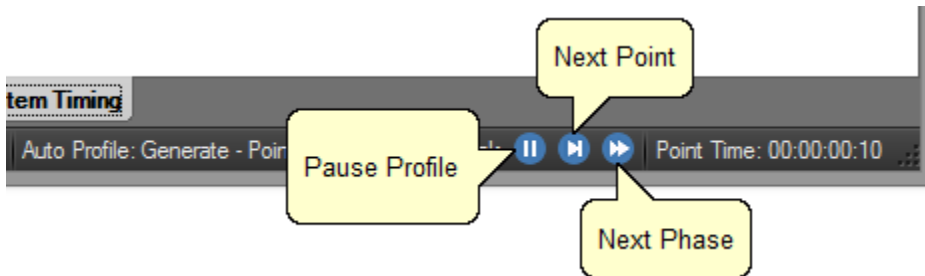 Next Point
tem Timing
Auto Profile: Generate - Poin
Point Time: 00:00:00:10
Pause Profile
Next Phase